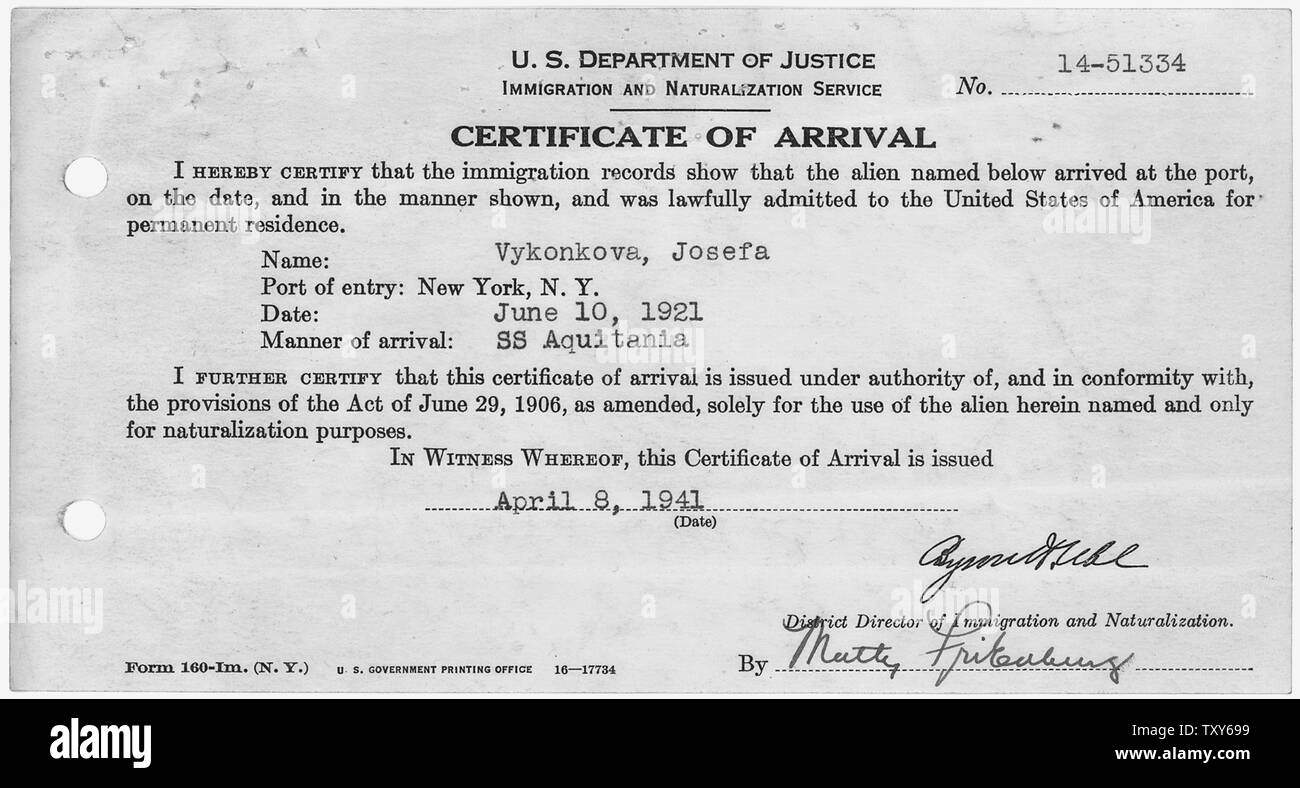 U. S. DEPARTMENT OF JUSTICE
IMMIGRATION AND NATURALIZATION SERVICE
No. 14-51334
CERTIFICATE OF ARRIVAL
I HEREBY CERTIFY that the immigration records show that the alien named below arrived at the port,
on the date, and in the manner shown, and was lawfully admitted to the United States of America for
permanent residence.
Name: Vykonkova, Josefa
Port of entry: New York, N. Y.
Date: June 10, 1921
Manner of arrival: SS Aquitania
I FURTHER CERTIFY that this certificate of arrival is issued under authority of, and in conformity with,
the provisions of the Act of June 29, 1906, as amended, solely for the use of the alien herein named and only
for naturalization purposes.
IN WITNESS WHEREOF, this Certificate of Arrival is issued
April 8, 1941
(Date)
District Director of Immigration and Naturalization.
By
Form 160-Im. (N. Y.) U. S. GOVERNMENT PRINTING OFFICE 16—17734
alamy
Image ID: TXY699
www.alamy.com